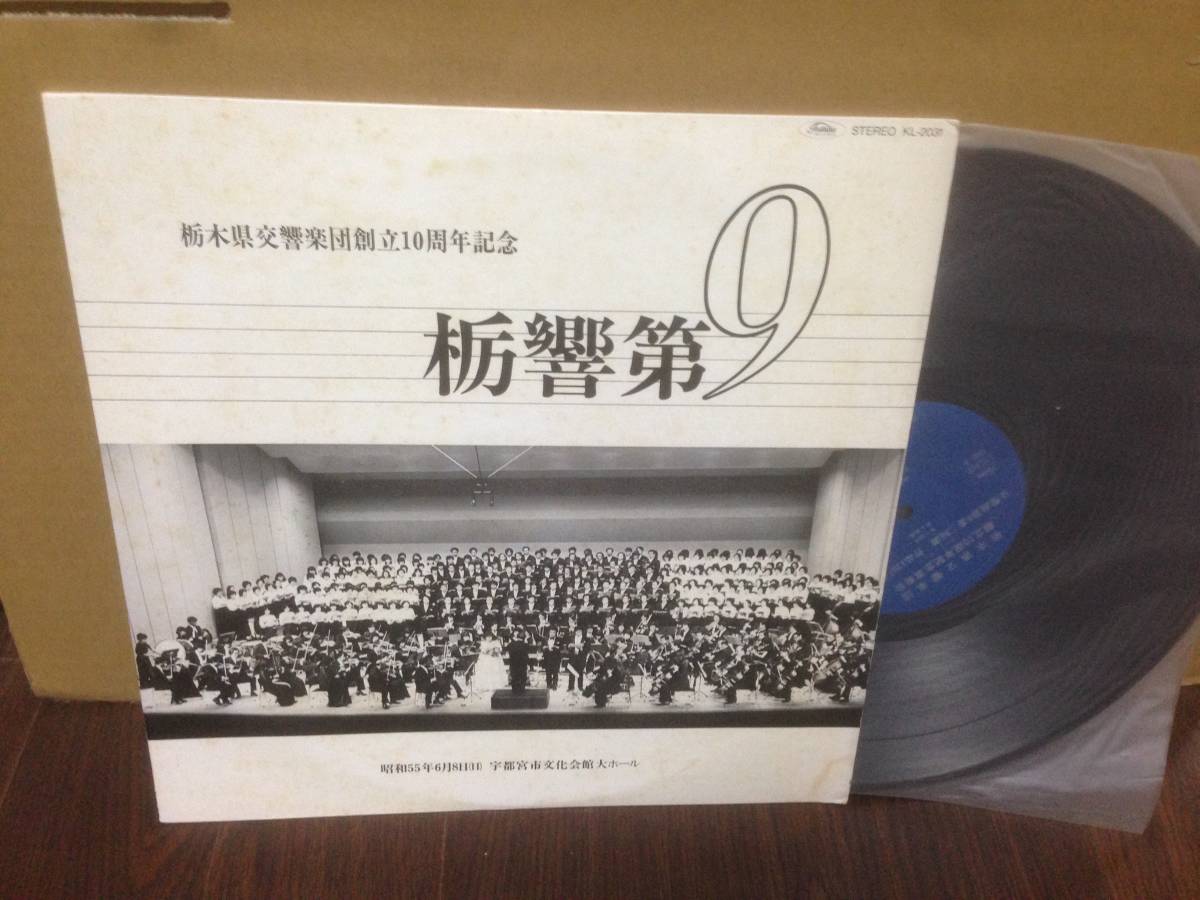 STEREO KL-2031
栃木県交響楽団創立10周年記念
栃響第9
昭和55年6月8日(日) 宇都宮市文化会館大ホール